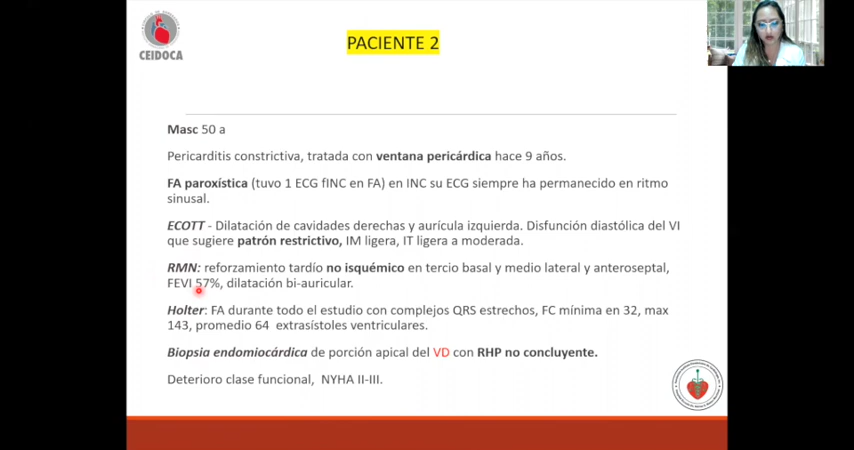 CEIDOCA
PACIENTE 2
Masc 50 a
Pericarditis constrictiva, tratada con ventana pericárdica hace 9 años.
FA paroxística (tuvo 1 ECG fINC en FA) en INC su ECG siempre ha permanecido en ritmo
sinusal.
ECOTT - Dilatación de cavidades derechas y aurícula izquierda. Disfunción diastólica del VI
que sugiere patrón restrictivo, IM ligera, IT ligera a moderada.
RMN: reforzamiento tardío no isquémico en tercio basal y medio lateral y anteroseptal,
FEVI 57%, dilatación bi-auricular.
Holter: FA durante todo el estudio con complejos QRS estrechos, FC mínima en 32, max
143, promedio 64 extrasístoles ventriculares.
Biopsia endomiocárdica de porción apical del VD con RHP no concluyente.
Deterioro clase funcional, NYHA II-III.